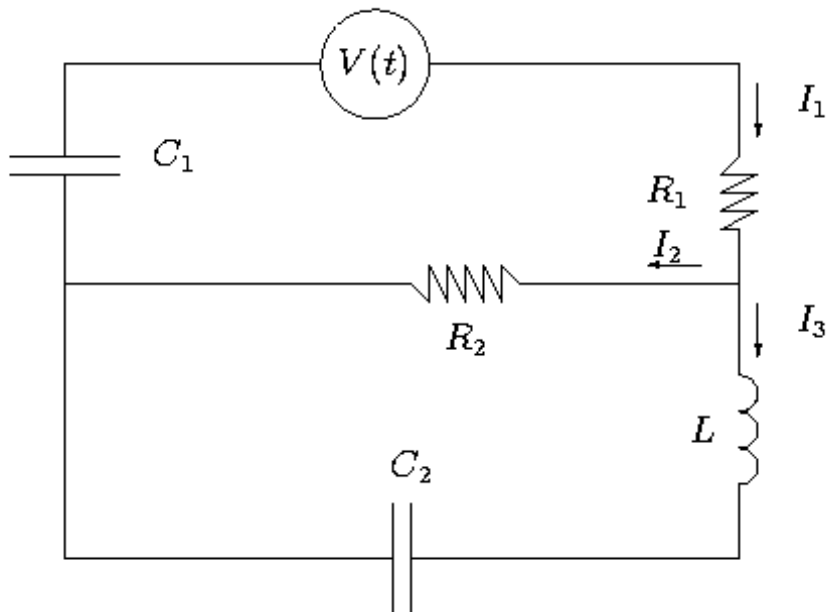 V(t)
I₁
C₁
R₁
I₂
I₃
R₂
L
C₂